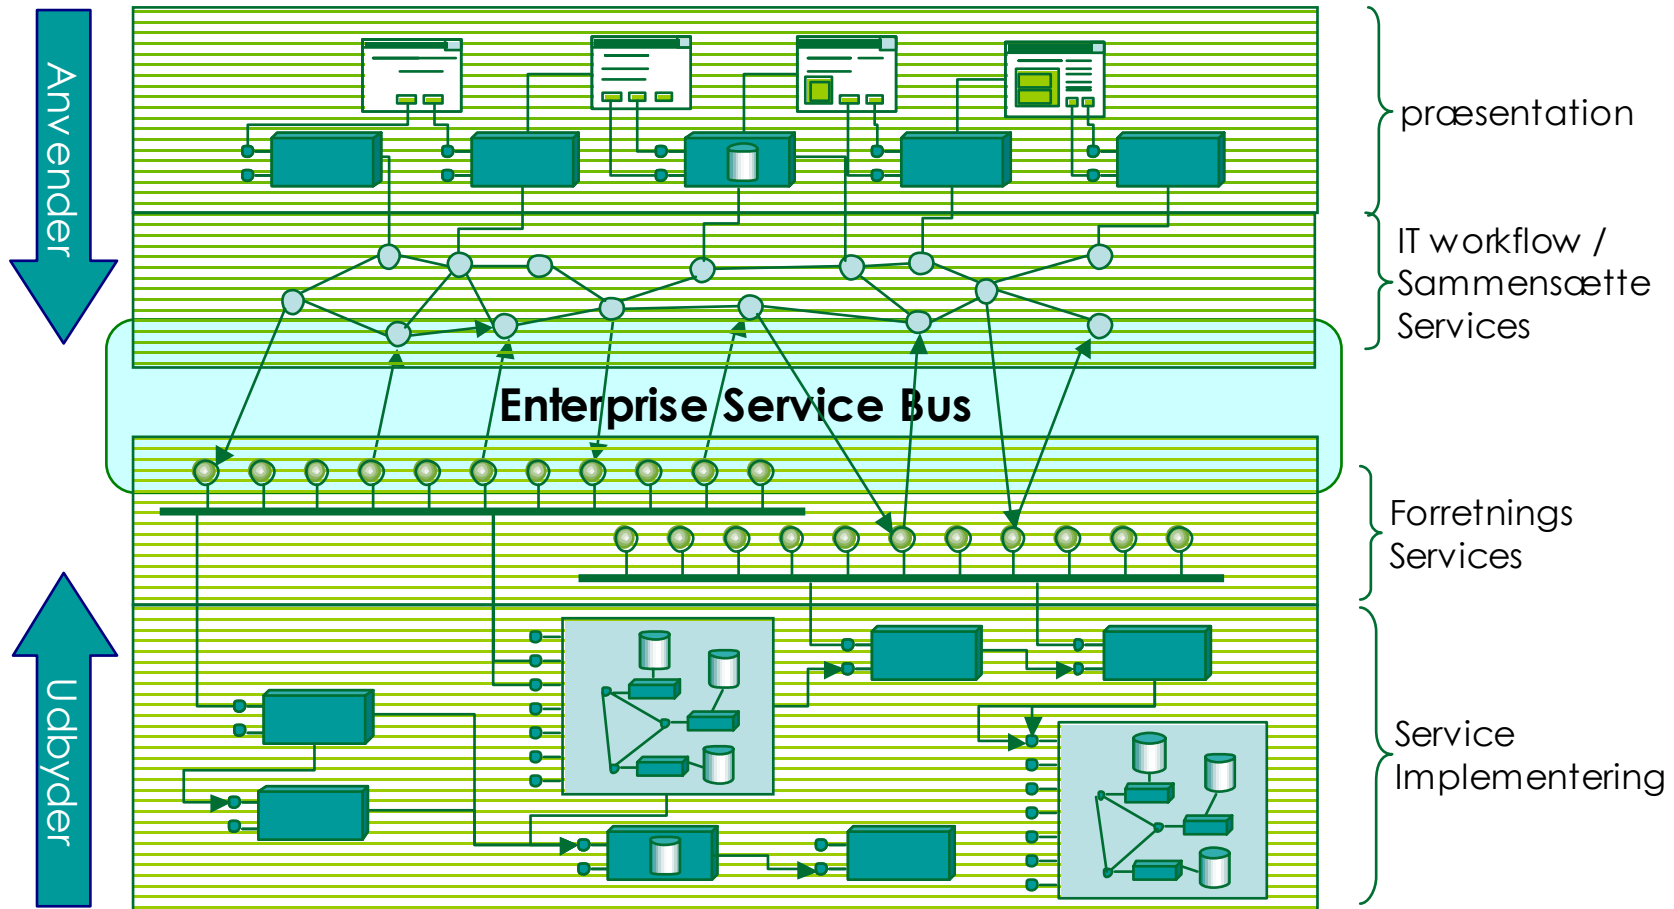 Anvender
præsentation
IT workflow /
Sammensætte
Services
Enterprise Service Bus
Forretnings
Services
Udbyder
Service
Implementering